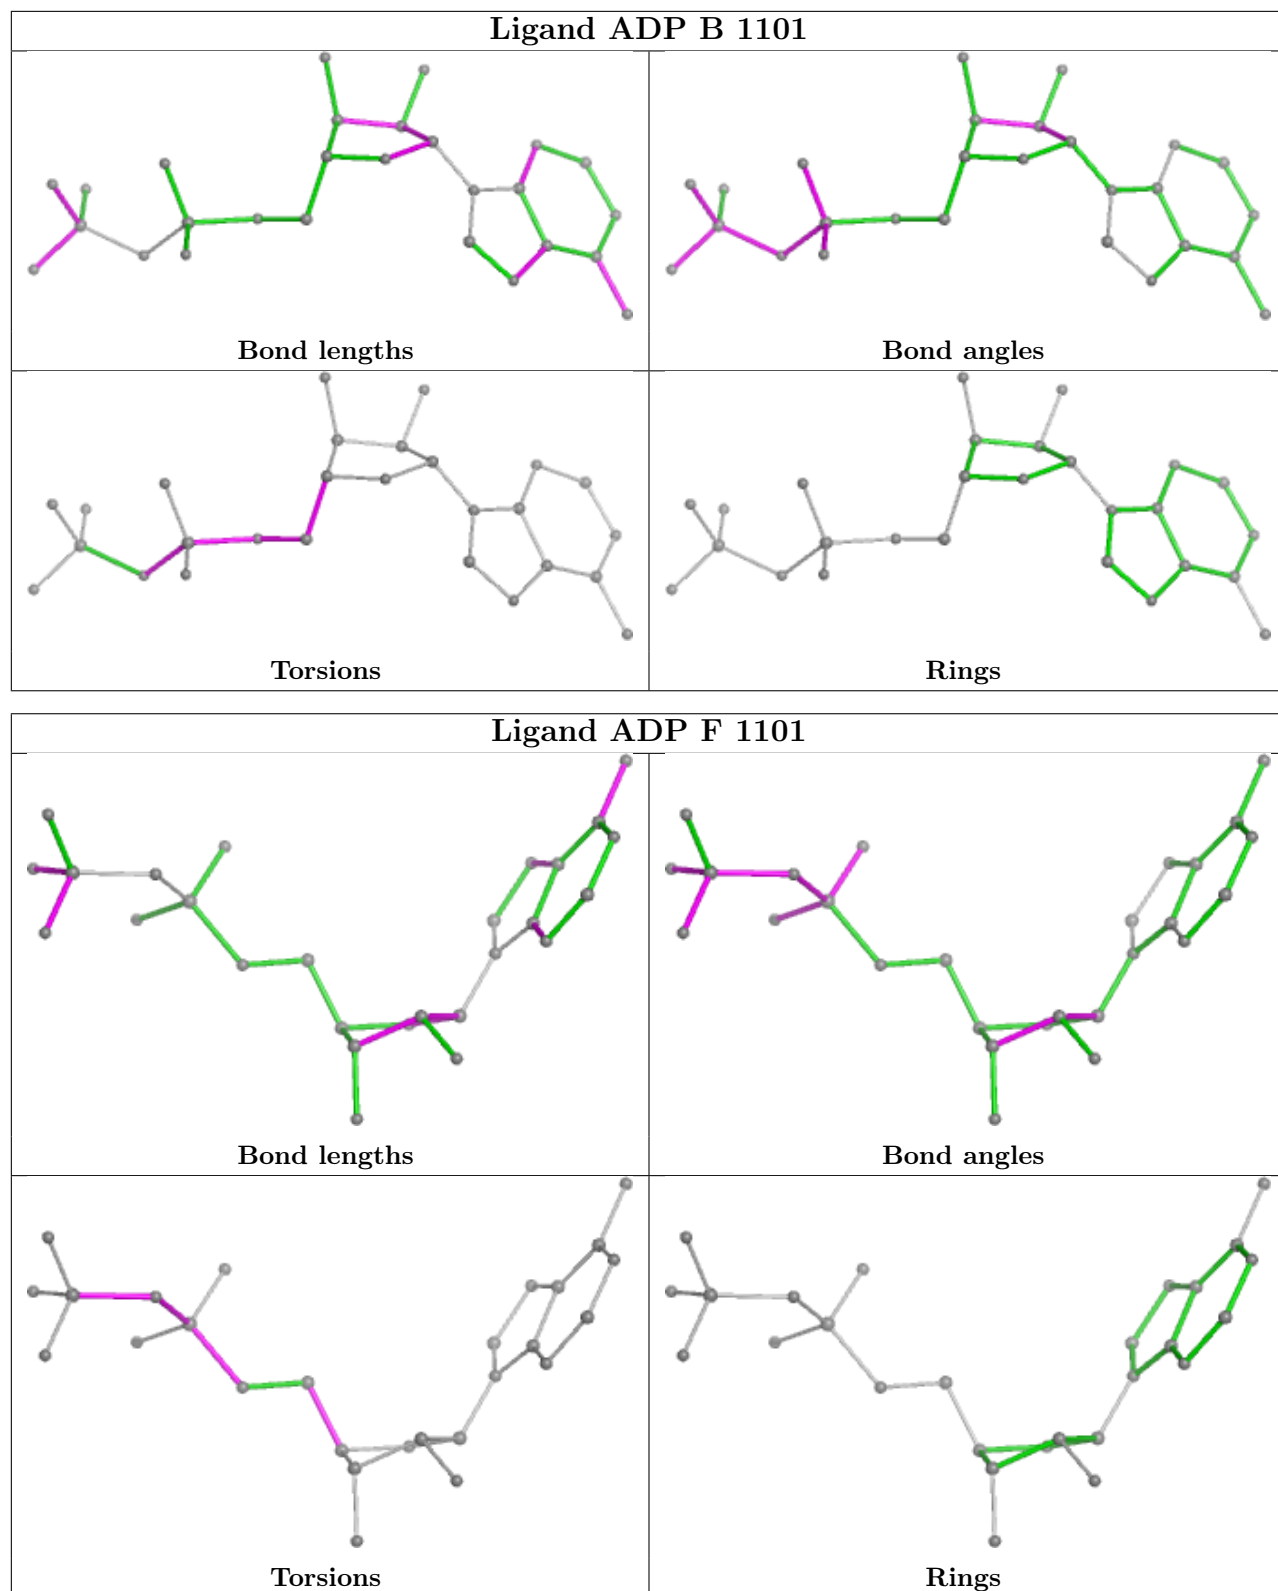 Ligand ADP B 1101
Bond lengths
Bond angles
Torsions
Rings
Ligand ADP F 1101
Bond lengths
Bond angles
Torsions
Rings